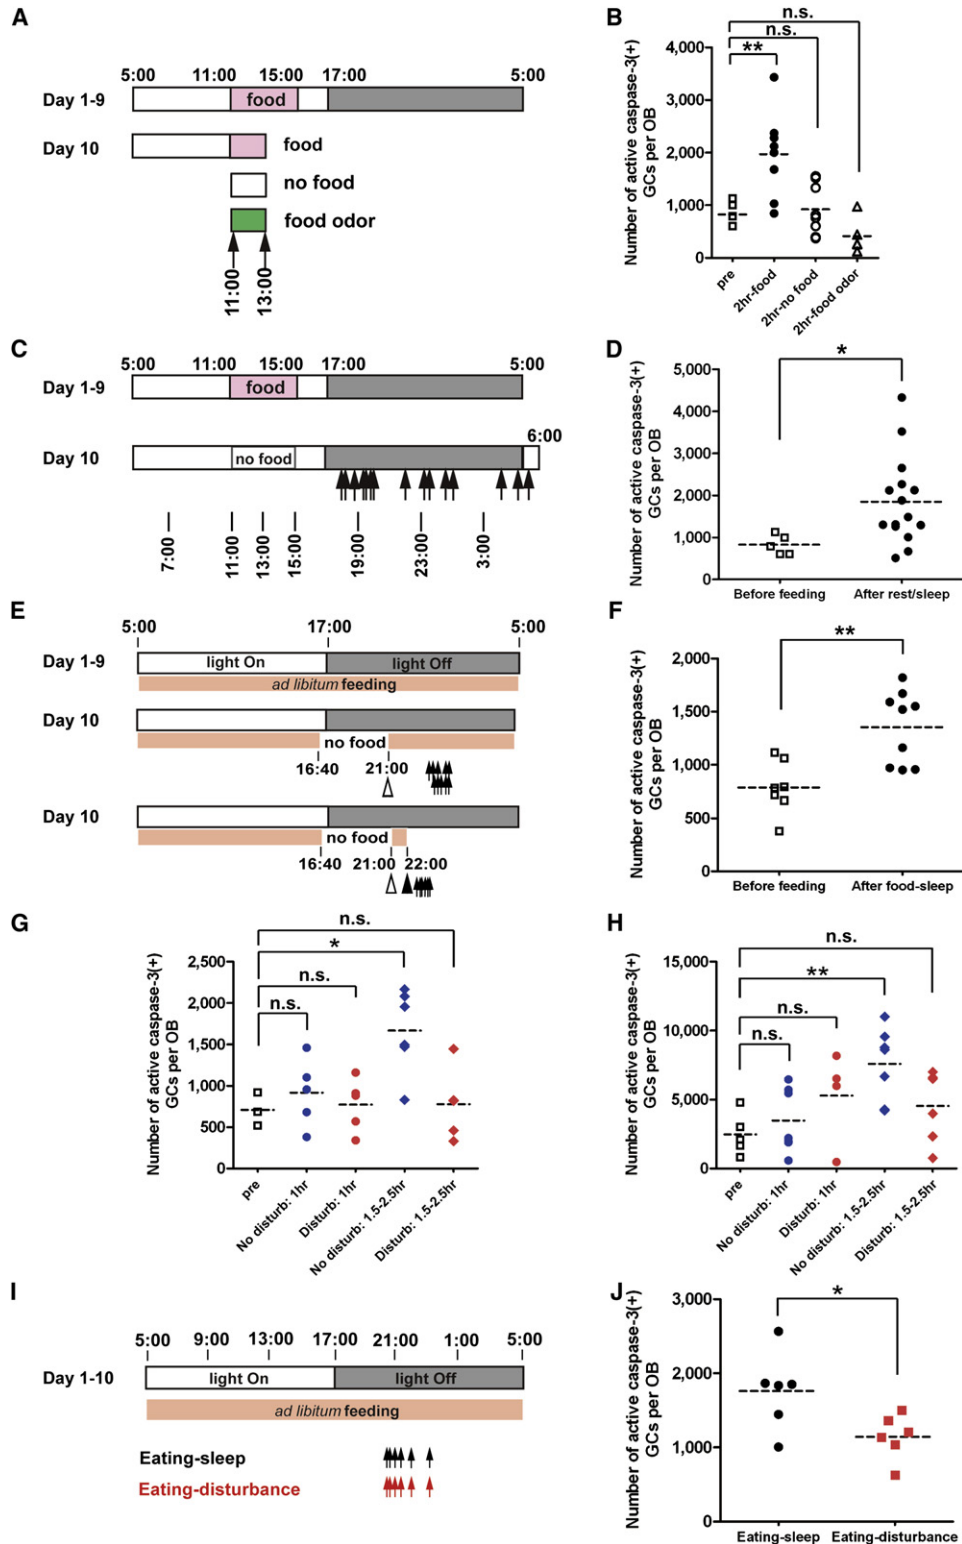 A
5:00 11:00 15:00 17:00 5:00
Day 1-9 food
Day 10 food
no food
food odor
11:00 13:00
B
n.s.
n.s.
**
Number of active caspase-3(+)
GCs per OB
4,000
3,000
2,000
1,000
0
pre 2hr-food 2hr-no food 2hr-food odor
C
5:00 11:00 15:00 17:00 5:00
Day 1-9 food
6:00
Day 10 no food
7:00 11:00 13:00 15:00 19:00 23:00 3:00
D
*
Number of active caspase-3(+)
GCs per OB
5,000
4,000
3,000
2,000
1,000
0
Before feeding After rest/sleep
E
5:00 17:00 5:00
Day 1-9 light On light Off
ad libitum feeding
Day 10
no food
16:40 21:00
Day 10
no food
16:40 21:00 22:00
F
**
Number of active caspase-3(+)
GCs per OB
2,000
1,500
1,000
500
0
Before feeding After food-sleep
G
n.s.
*
n.s.
n.s.
Number of active caspase-3(+)
GCs per OB
2,500
2,000
1,500
1,000
500
0
pre No disturb: 1hr Disturb: 1hr No disturb: 1.5-2.5hr Disturb: 1.5-2.5hr
H
n.s.
**
n.s.
n.s.
Number of active caspase-3(+)
GCs per OB
15,000
10,000
5,000
0
pre No disturb: 1hr Disturb: 1hr No disturb: 1.5-2.5hr Disturb: 1.5-2.5hr
I
5:00 9:00 13:00 17:00 21:00 1:00 5:00
Day 1-10 light On light Off
ad libitum feeding
Eating-sleep
Eating-disturbance
J
*
Number of active caspase-3(+)
GCs per OB
3,000
2,000
1,000
0
Eating-sleep Eating-disturbance